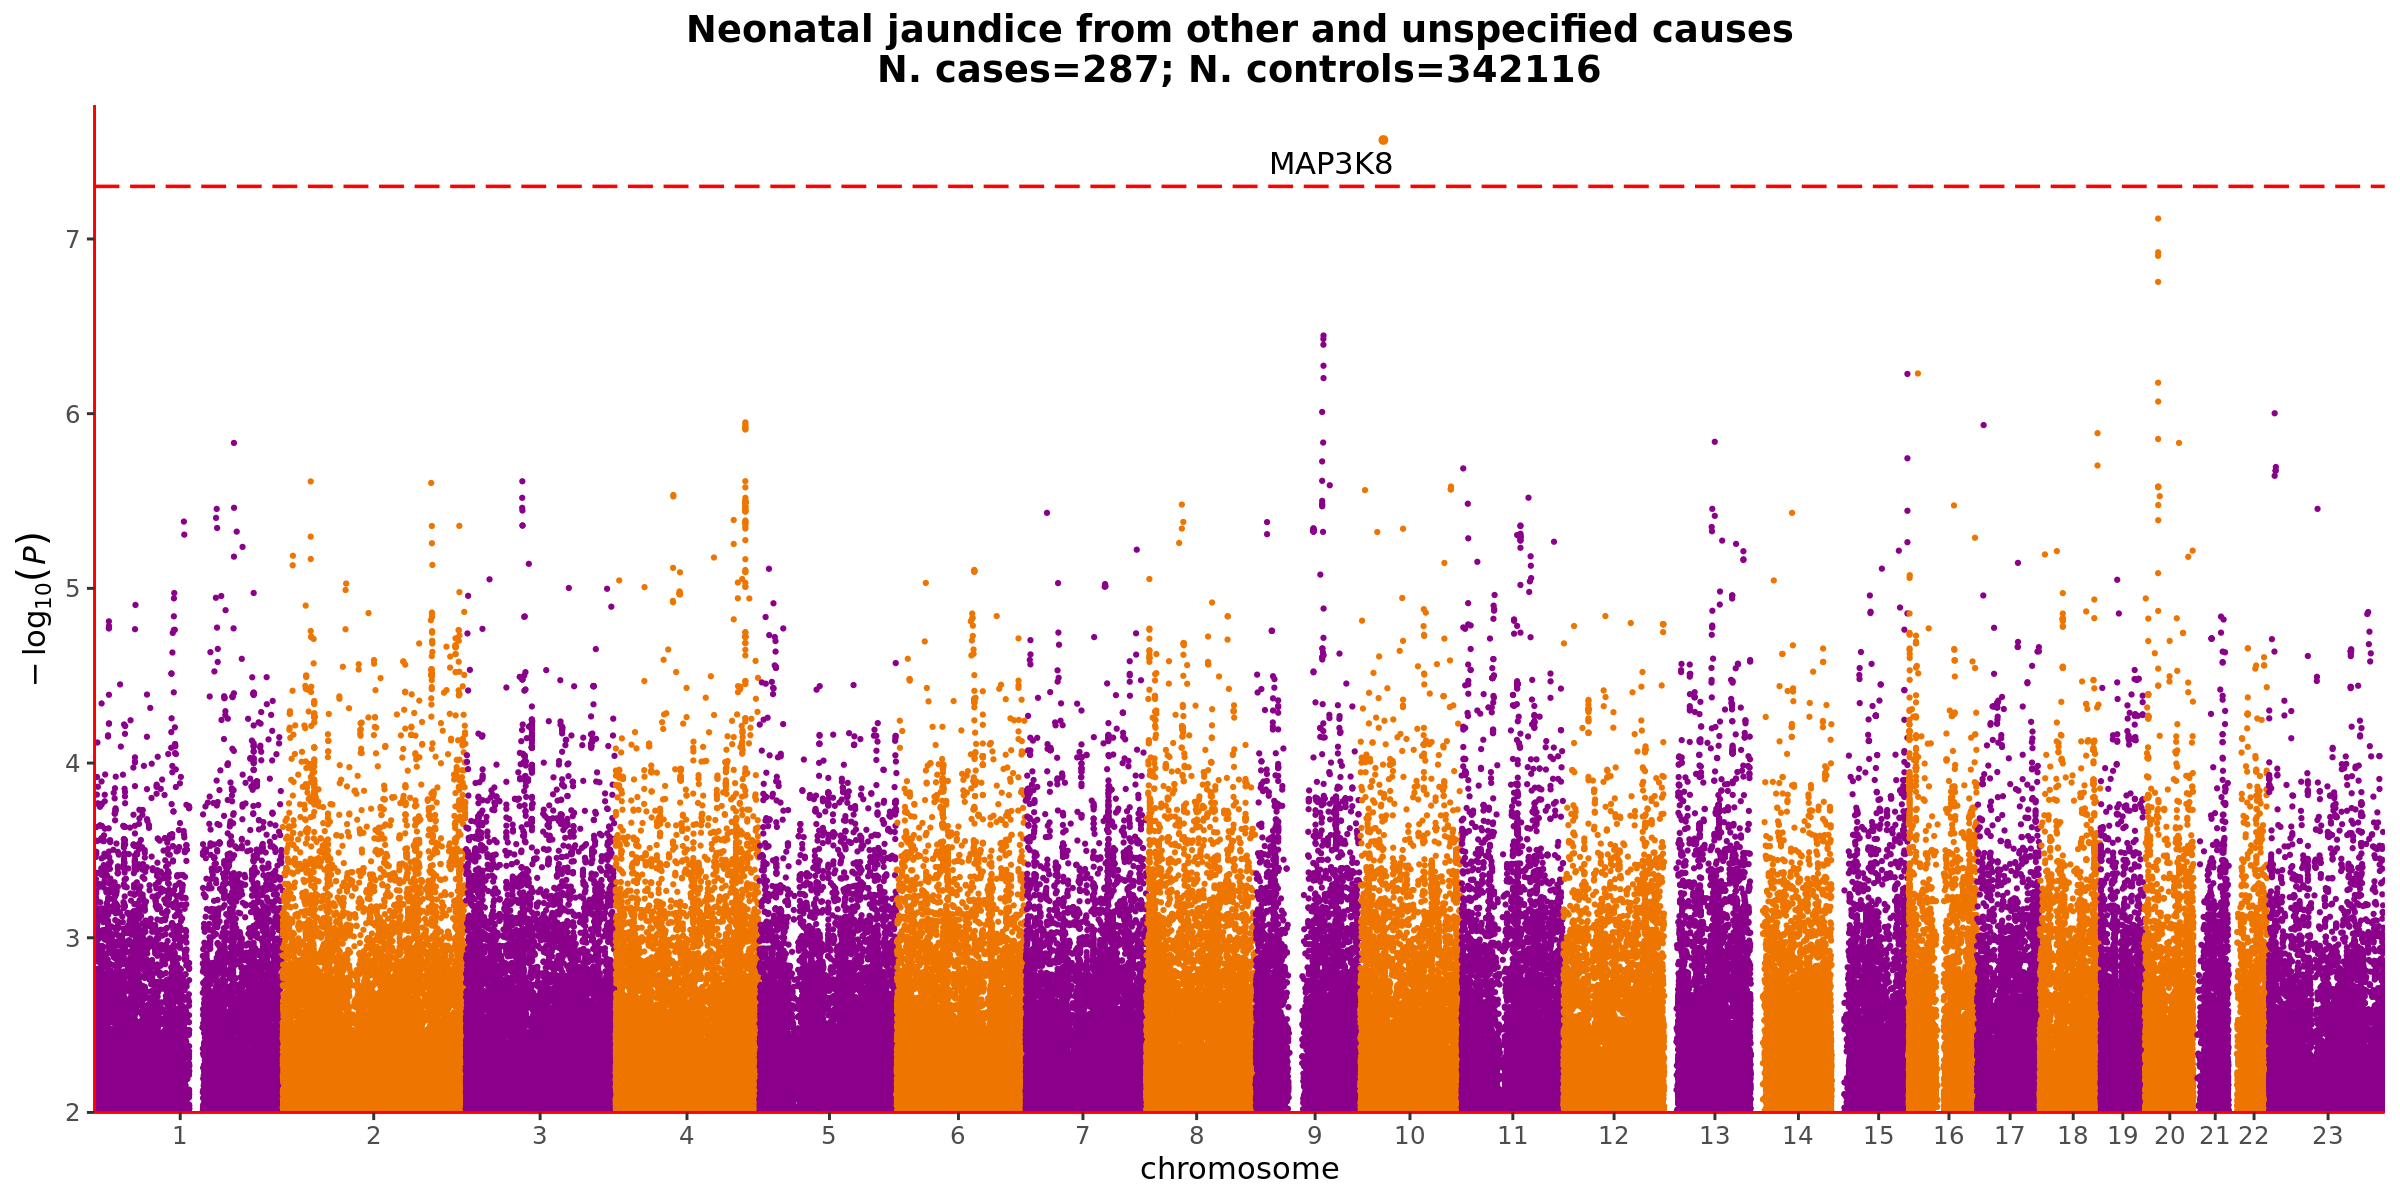 Neonatal jaundice from other and unspecified causes
N. cases=287; N. controls=342116
MAP3K8
7
6
5
4
3
2
−log₁₀(P)
1 2 3 4 5 6 7 8 9 10 11 12 13 14 15 16 17 18 19 20 21 22 23
chromosome